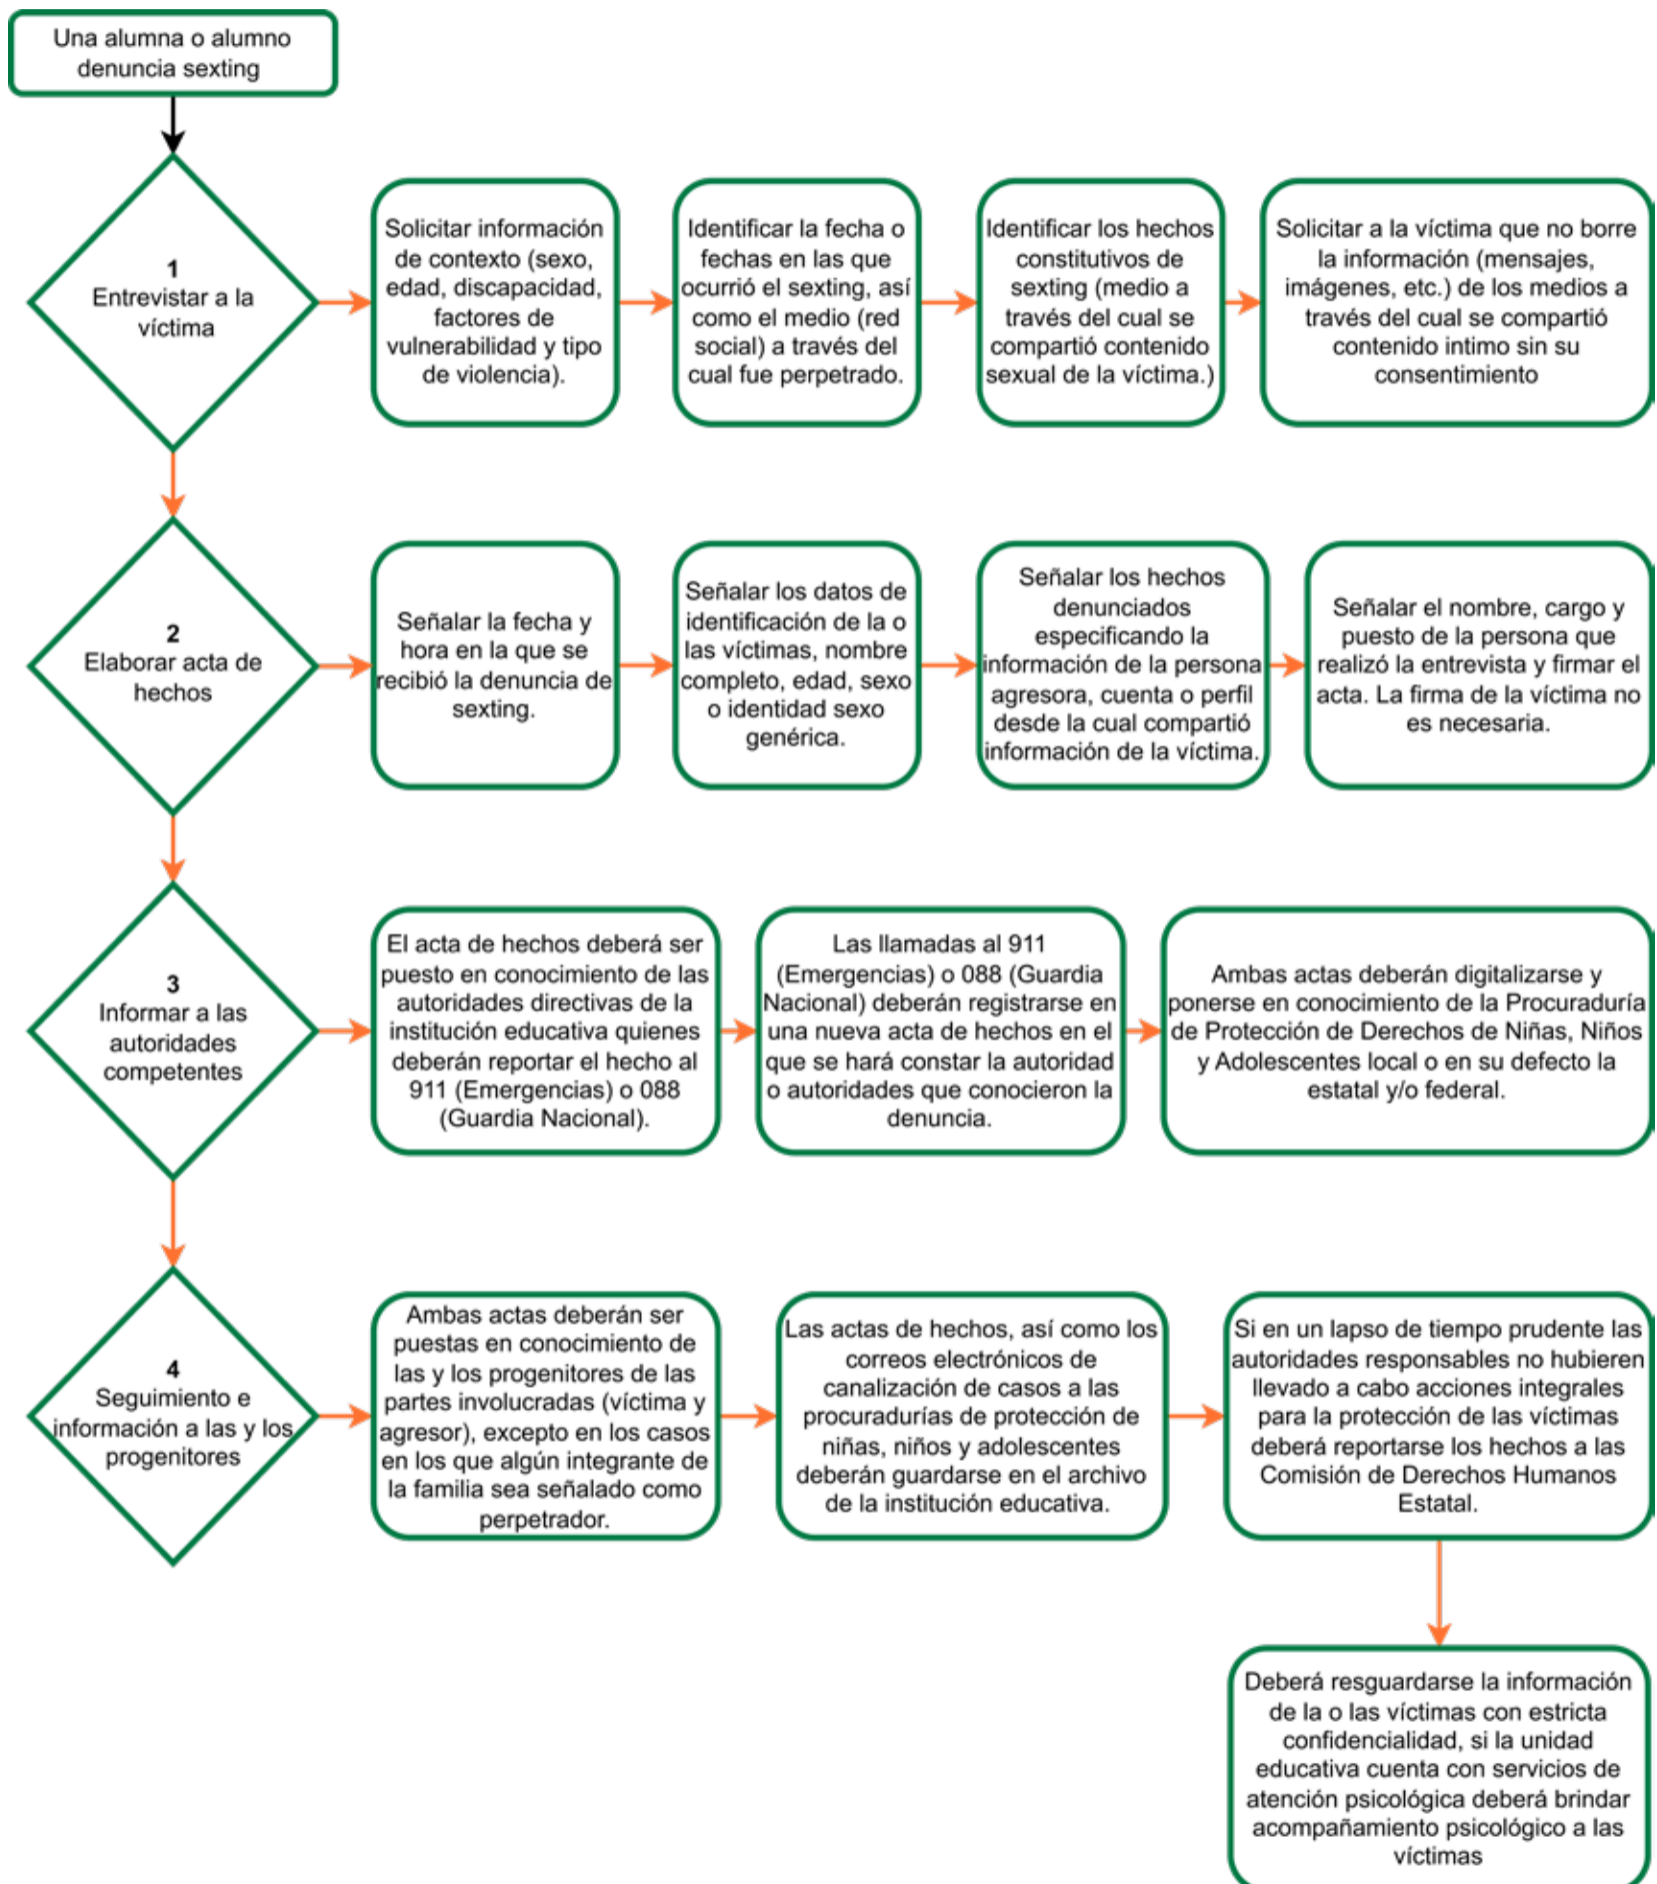 Una alumna o alumno
denuncia sexting
1
Entrevistar a la
víctima
Solicitar información
de contexto (sexo,
edad, discapacidad,
factores de
vulnerabilidad y tipo
de violencia).
Identificar la fecha o
fechas en las que
ocurrió el sexting, así
como el medio (red
social) a través del
cual fue perpetrado.
Identificar los hechos
constitutivos de
sexting (medio a
través del cual se
compartió contenido
sexual de la víctima.)
Solicitar a la víctima que no borre
la información (mensajes,
imágenes, etc.) de los medios a
través del cual se compartió
contenido intimo sin su
consentimiento
2
Elaborar acta de
hechos
Señalar la fecha y
hora en la que se
recibió la denuncia de
sexting.
Señalar los datos de
identificación de la o
las víctimas, nombre
completo, edad, sexo
o identidad sexo
genérica.
Señalar los hechos
denunciados
especificando la
información de la persona
agresora, cuenta o perfil
desde la cual compartió
información de la víctima.
Señalar el nombre, cargo y
puesto de la persona que
realizó la entrevista y firmar el
acta. La firma de la víctima no
es necesaria.
3
Informar a las
autoridades
competentes
El acta de hechos deberá ser
puesto en conocimiento de las
autoridades directivas de la
institución educativa quienes
deberán reportar el hecho al
911 (Emergencias) o 088
(Guardia Nacional).
Las llamadas al 911
(Emergencias) o 088 (Guardia
Nacional) deberán registrarse en
una nueva acta de hechos en el
que se hará constar la autoridad
o autoridades que conocieron la
denuncia.
Ambas actas deberán digitalizarse y
ponerse en conocimiento de la Procuraduría
de Protección de Derechos de Niñas, Niños
y Adolescentes local o en su defecto la
estatal y/o federal.
4
Seguimiento e
información a las y los
progenitores
Ambas actas deberán ser
puestas en conocimiento de
las y los progenitores de las
partes involucradas (víctima y
agresor), excepto en los casos
en los que algún integrante de
la familia sea señalado como
perpetrador.
Las actas de hechos, así como los
correos electrónicos de
canalización de casos a las
procuradurías de protección de
niñas, niños y adolescentes
deberán guardarse en el archivo
de la institución educativa.
Si en un lapso de tiempo prudente las
autoridades responsables no hubieren
llevado a cabo acciones integrales
para la protección de las víctimas
deberá reportarse los hechos a las
Comisión de Derechos Humanos
Estatal.
Deberá resguardarse la información
de la o las víctimas con estricta
confidencialidad, si la unidad
educativa cuenta con servicios de
atención psicológica deberá brindar
acompañamiento psicológico a las
víctimas